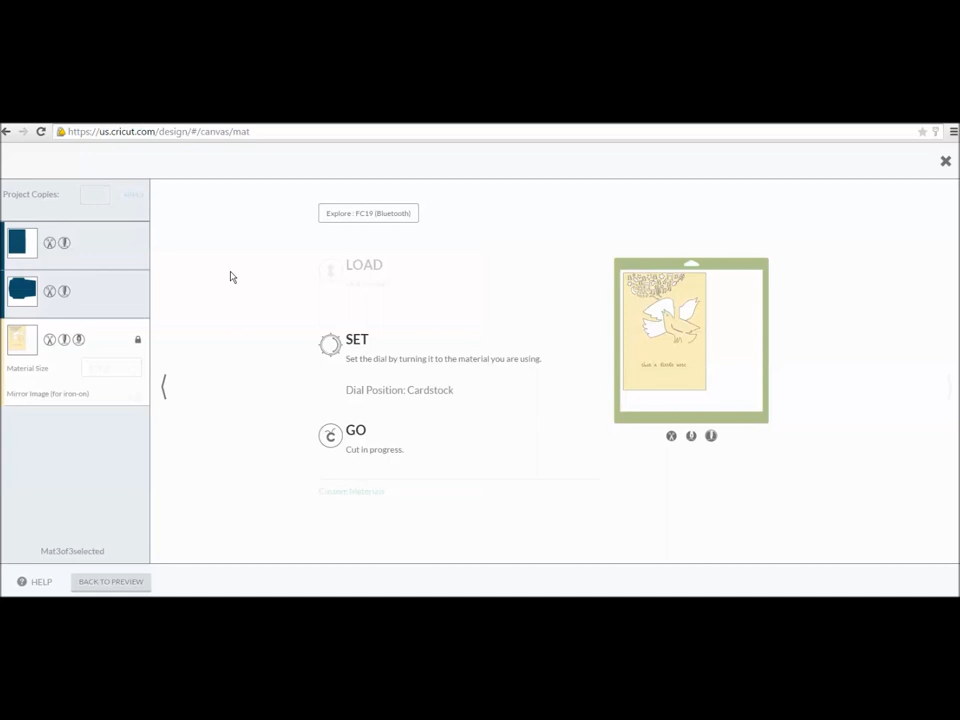 https://us.cricut.com/design/#/canvas/mat
Project Copies:
Explore : FC19 (Bluetooth)
LOAD
SET
Set the dial by turning it to the material you are using.
Dial Position: Cardstock
GO
Cut in progress.
Custom Materials
Material Size
Mirror Image (for iron-on)
Mat3of3selected
HELP
BACK TO PREVIEW